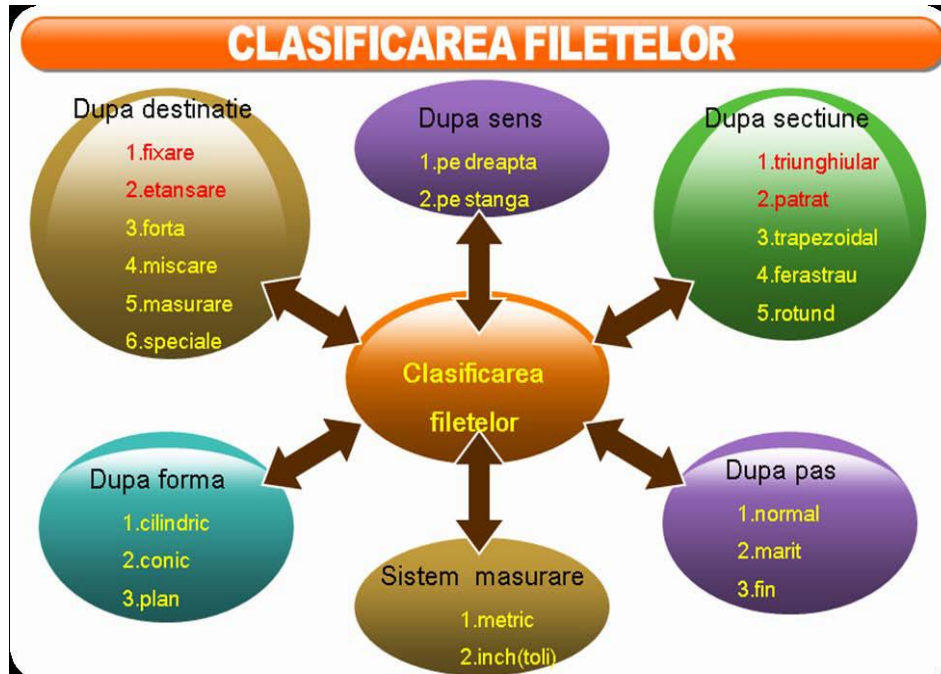 CLASIFICAREA FILETELOR
Dupa destinatie
1.fixare
2.etansare
3.forta
4.miscare
5.masurare
6.speciale
Dupa sens
1.pe dreapta
2.pe stanga
Dupa sectiune
1.triunghiular
2.patrat
3.trapezoidal
4.ferastrau
5.rotund
Clasificarea
filetelor
Dupa forma
1.cilindric
2.conic
3.plan
Sistem masurare
1.metric
2.inch(toli)
Dupa pas
1.normal
2.marit
3.fin